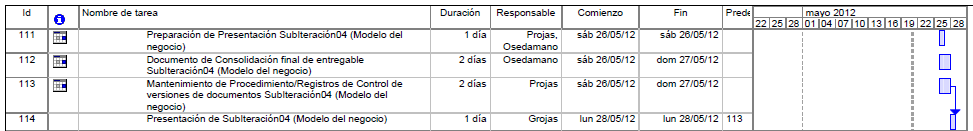 Id Nombre de tarea Duración Responsable Comienzo Fin Prede mayo 2012
22 25 28 01 04 07 10 13 16 19 22 25 28
111 Preparación de Presentación SubIteración04 (Modelo del 1 día Projas, sáb 26/05/12 sáb 26/05/12
negocio) Osedamano
112 Documento de Consolidación final de entregable 2 días Osedamano sáb 26/05/12 dom 27/05/12
SubIteración04 (Modelo del negocio)
113 Mantenimiento de Procedimiento/Registros de Control de 2 días Projas sáb 26/05/12 dom 27/05/12
versiones de documentos SubIteración04 (Modelo del
negocio)
114 Presentación de SubIteración04 (Modelo del negocio) 1 día Grojas lun 28/05/12 lun 28/05/12 113